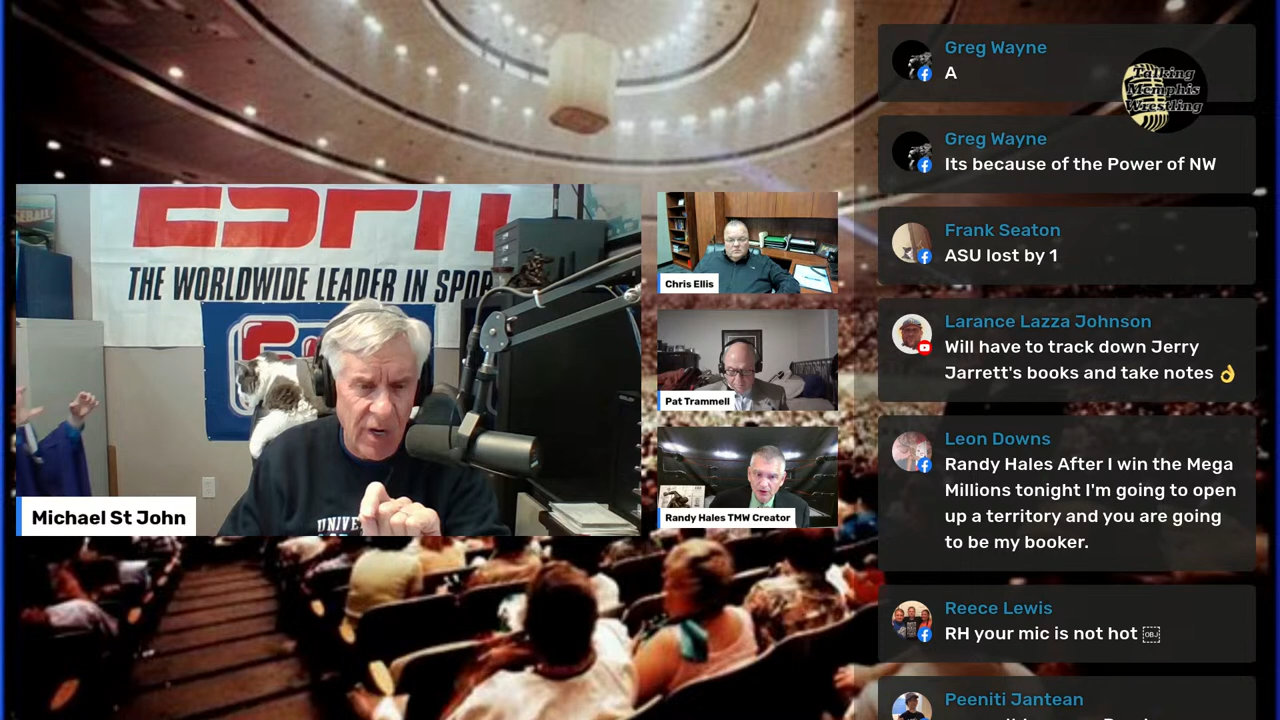 ESPN
THE WORLDWIDE LEADER IN SPOR
Michael St John
UNIVE
Chris Ellis
Pat Trammell
Randy Hales TMW Creator
Talking
Memphis
Wrestling
Greg Wayne
A
Greg Wayne
Its because of the Power of NW
Frank Seaton
ASU lost by 1
Larance Lazza Johnson
Will have to track down Jerry
Jarrett's books and take notes 👌
Leon Downs
Randy Hales After I win the Mega
Millions tonight I'm going to open
up a territory and you are going
to be my booker.
Reece Lewis
RH your mic is not hot
Peeniti Jantean